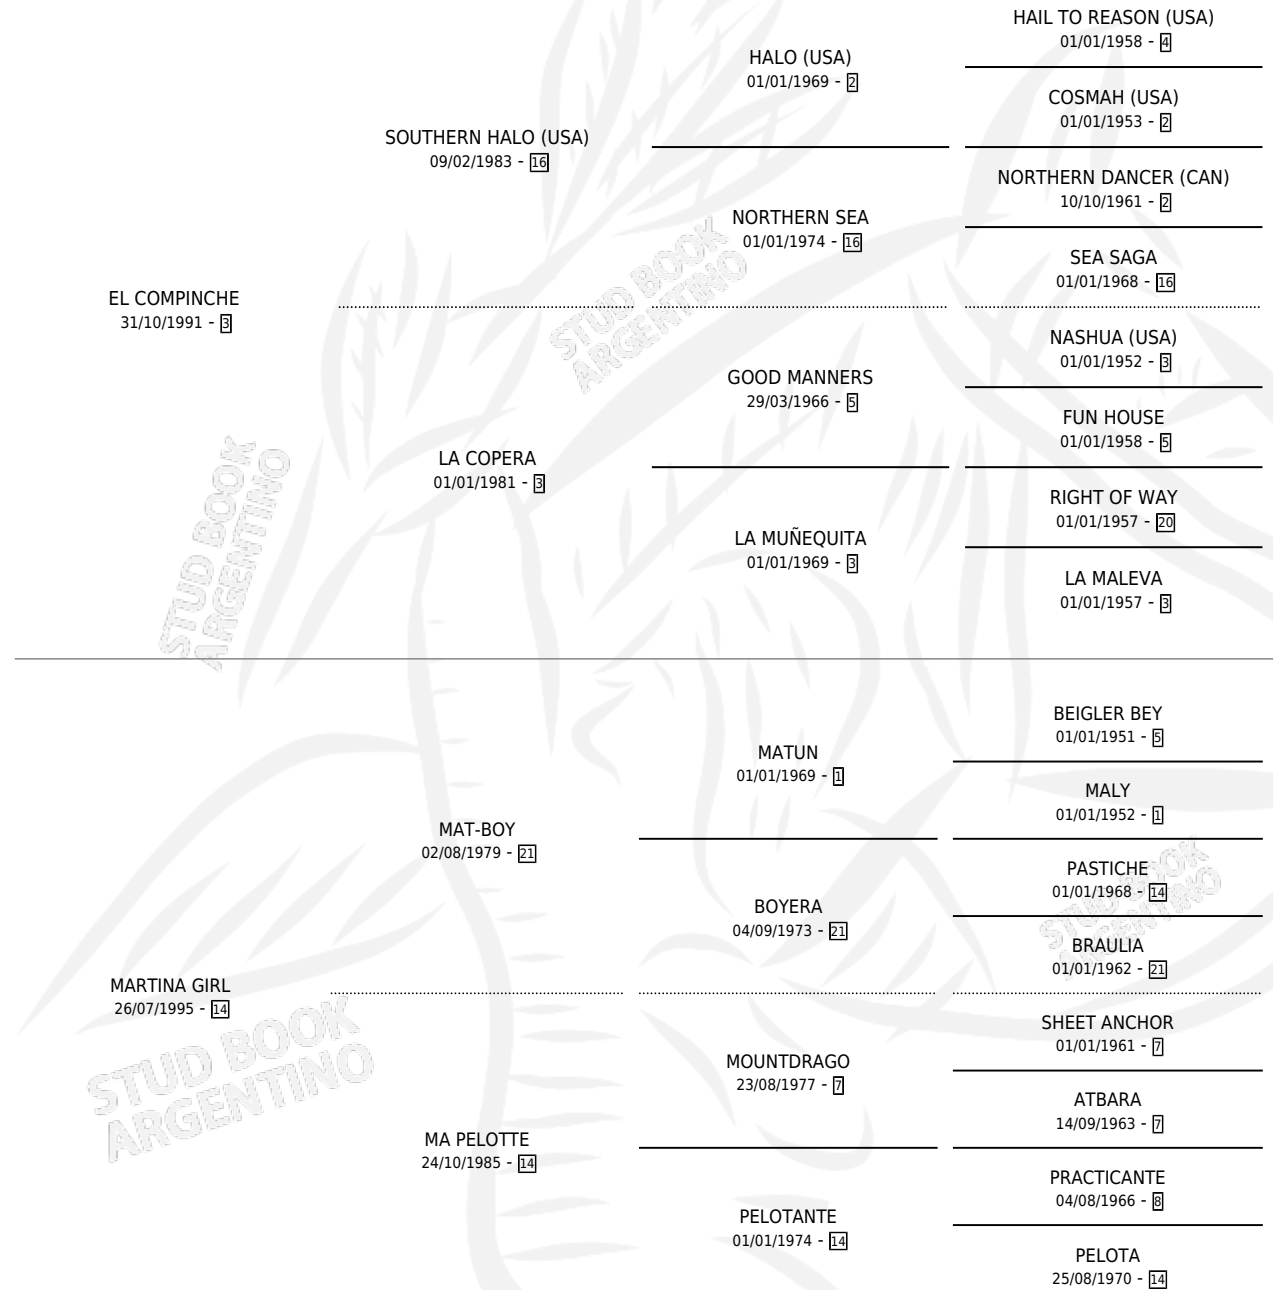 HAIL TO REASON (USA)
01/01/1958 - 4
HALO (USA)
01/01/1969 - 2
COSMAH (USA)
01/01/1953 - 2
SOUTHERN HALO (USA)
09/02/1983 - 16
NORTHERN DANCER (CAN)
10/10/1961 - 2
NORTHERN SEA
01/01/1974 - 16
SEA SAGA
01/01/1968 - 16
EL COMPINCHE
31/10/1991 - 3
NASHUA (USA)
01/01/1952 - 3
GOOD MANNERS
29/03/1966 - 5
FUN HOUSE
01/01/1958 - 5
LA COPERA
01/01/1981 - 3
RIGHT OF WAY
01/01/1957 - 20
LA MUÑEQUITA
01/01/1969 - 3
LA MALEVA
01/01/1957 - 3
BEIGLER BEY
01/01/1951 - 5
MATUN
01/01/1969 - 1
MALY
01/01/1952 - 1
MAT-BOY
02/08/1979 - 21
PASTICHE
01/01/1968 - 14
BOYERA
04/09/1973 - 21
BRAULIA
01/01/1962 - 21
MARTINA GIRL
26/07/1995 - 14
SHEET ANCHOR
01/01/1961 - 7
MOUNTDRAGO
23/08/1977 - 7
ATBARA
14/09/1963 - 7
MA PELOTTE
24/10/1985 - 14
PRACTICANTE
04/08/1966 - 8
PELOTANTE
01/01/1974 - 14
PELOTA
25/08/1970 - 14
STUD BOOK
ARGENTINO
STUD BOOK
ARGENTINO
STUD BOOK
ARGENTINO
STUD BOOK
ARGENTINO